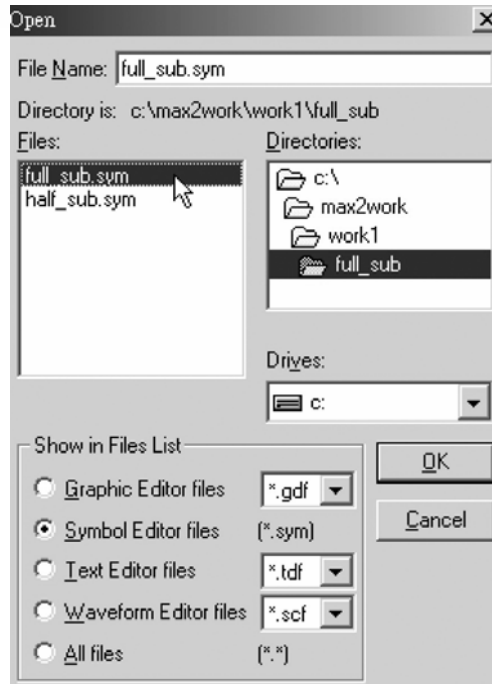 Open
File Name: full_sub.sym
Directory is: c:\max2work\work1\full_sub
Files:
full_sub.sym
half_sub.sym
Directories:
c:\
max2work
work1
full_sub
Drives:
c:
Show in Files List
Graphic Editor files *.gdf
Symbol Editor files (*.sym)
Text Editor files *.tdf
Waveform Editor files *.scf
All files (*.*)
OK
Cancel